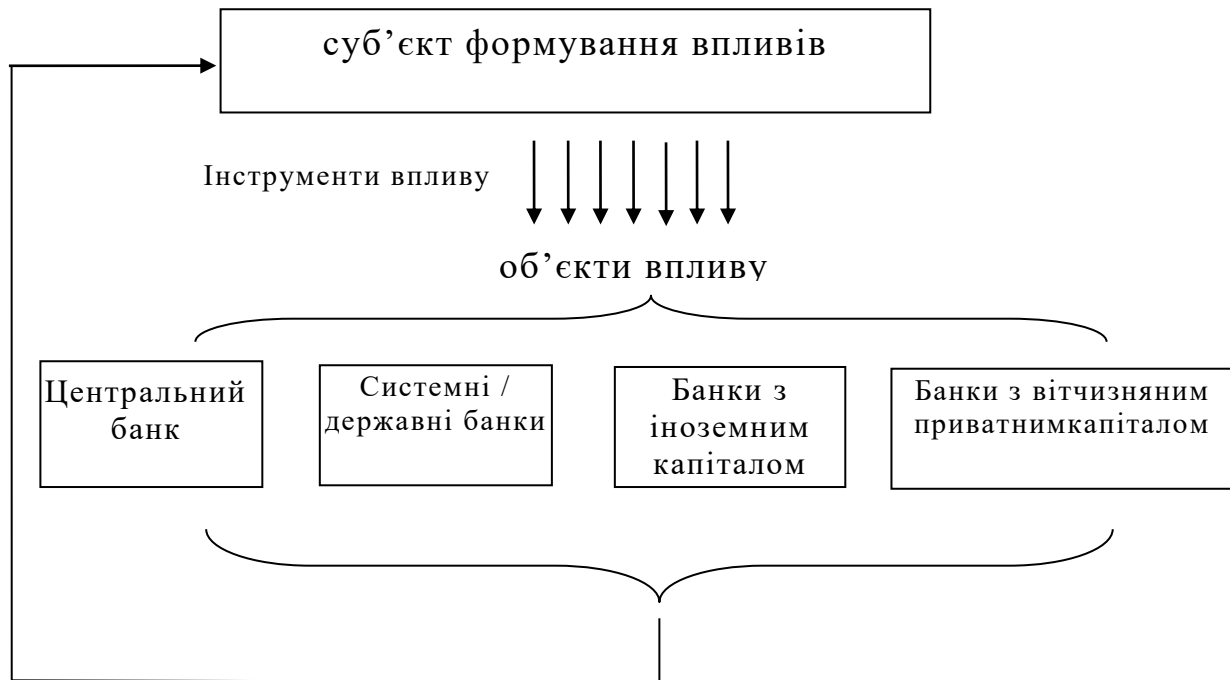 суб’єкт формування впливів
Інструменти впливу
об’єкти впливу
Центральний
банк
Системні /
державні банки
Банки з
іноземним
капіталом
Банки з вітчизняним
приватнимкапіталом